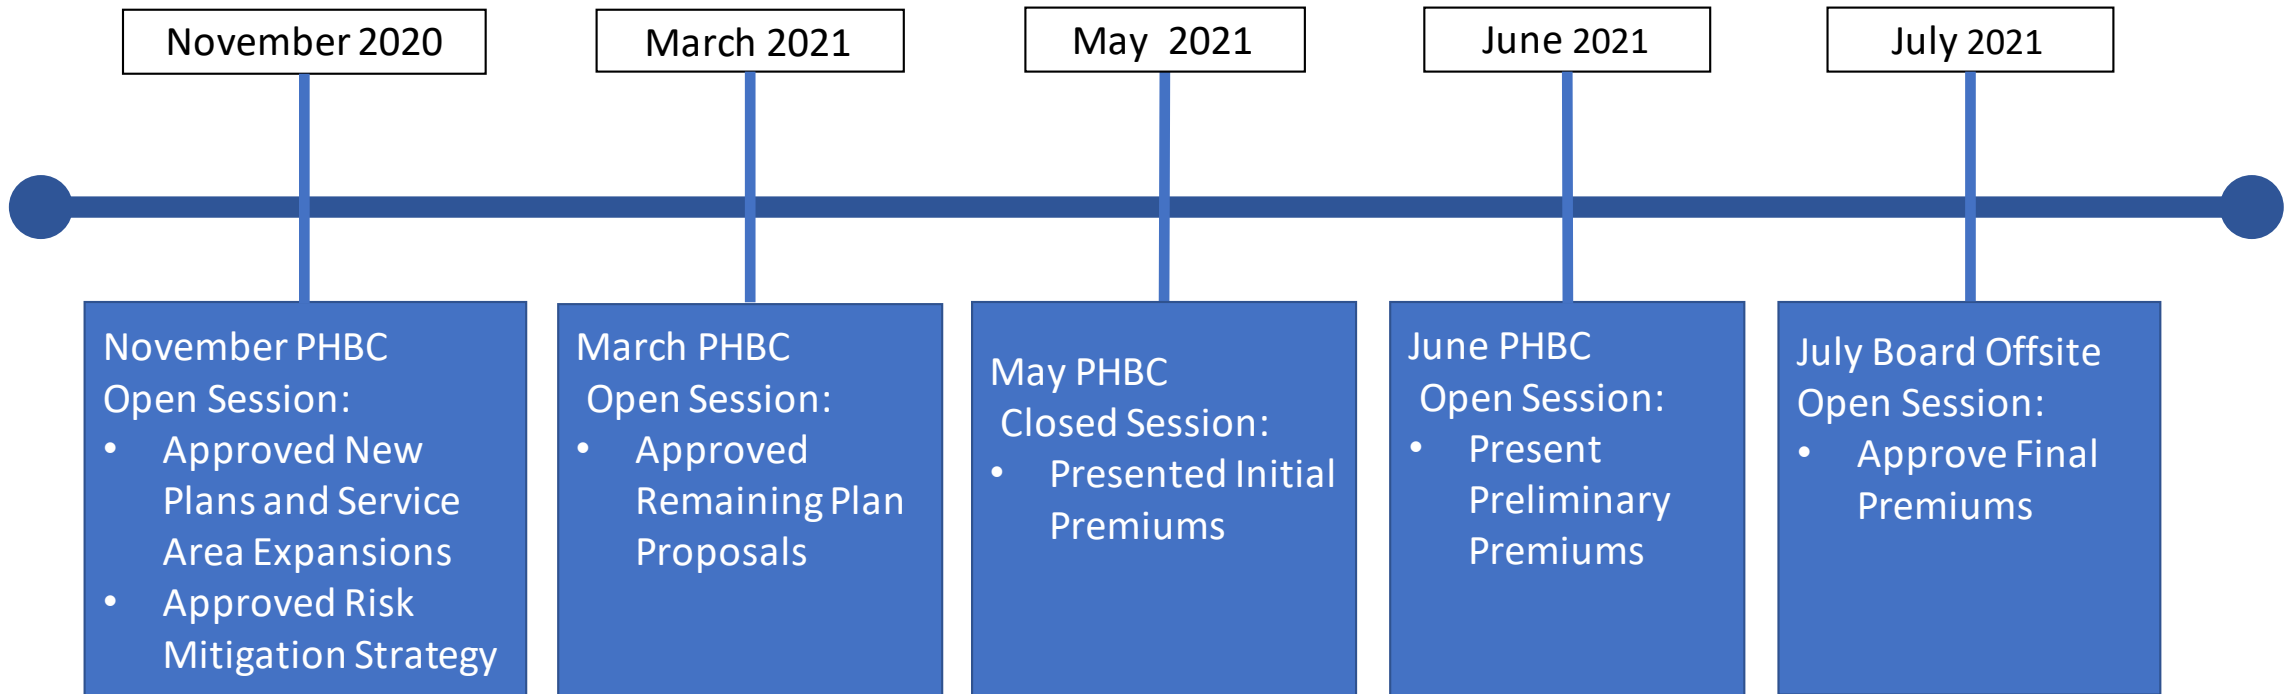 November 2020
March 2021
May 2021
June 2021
July 2021
November PHBC
Open Session:
• Approved New
Plans and Service
Area Expansions
• Approved Risk
Mitigation Strategy
March PHBC
Open Session:
• Approved
Remaining Plan
Proposals
May PHBC
Closed Session:
• Presented Initial
Premiums
June PHBC
Open Session:
• Present
Preliminary
Premiums
July Board Offsite
Open Session:
• Approve Final
Premiums